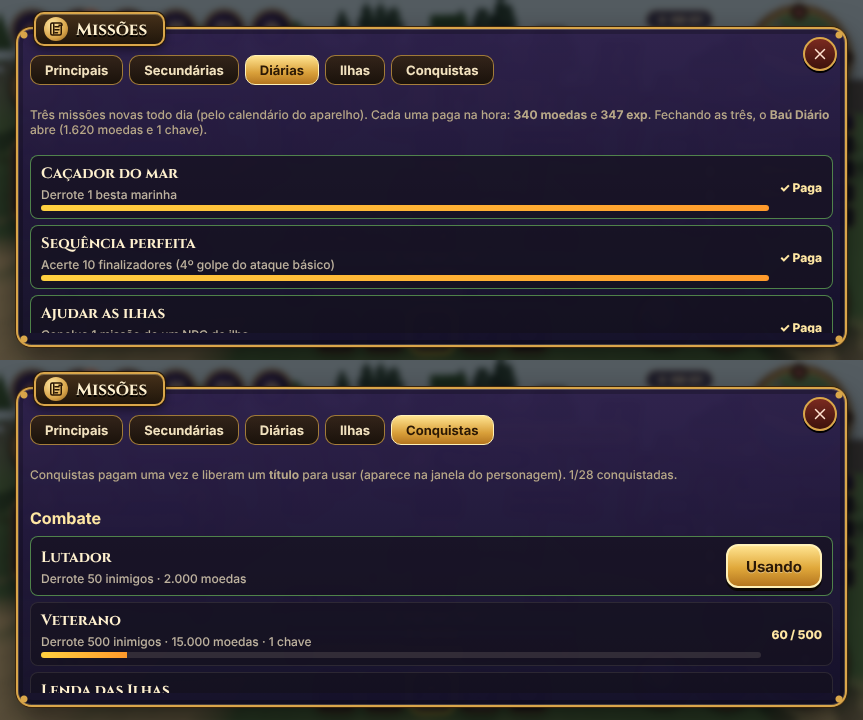 Missões
Principais
Secundárias
Diárias
Ilhas
Conquistas
Três missões novas todo dia (pelo calendário do aparelho). Cada uma paga na hora: 340 moedas e 347 exp. Fechando as três, o Baú Diário
abre (1.620 moedas e 1 chave).
Caçador do mar
Derrote 1 besta marinha
✓ Paga
Sequência perfeita
Acerte 10 finalizadores (4º golpe do ataque básico)
✓ Paga
Ajudar as ilhas
✓ Paga
Missões
Principais
Secundárias
Diárias
Ilhas
Conquistas
Conquistas pagam uma vez e liberam um título para usar (aparece na janela do personagem). 1/28 conquistadas.
Combate
Lutador
Derrote 50 inimigos · 2.000 moedas
Usando
Veterano
Derrote 500 inimigos · 15.000 moedas · 1 chave
60 / 500
Lenda das Ilhas